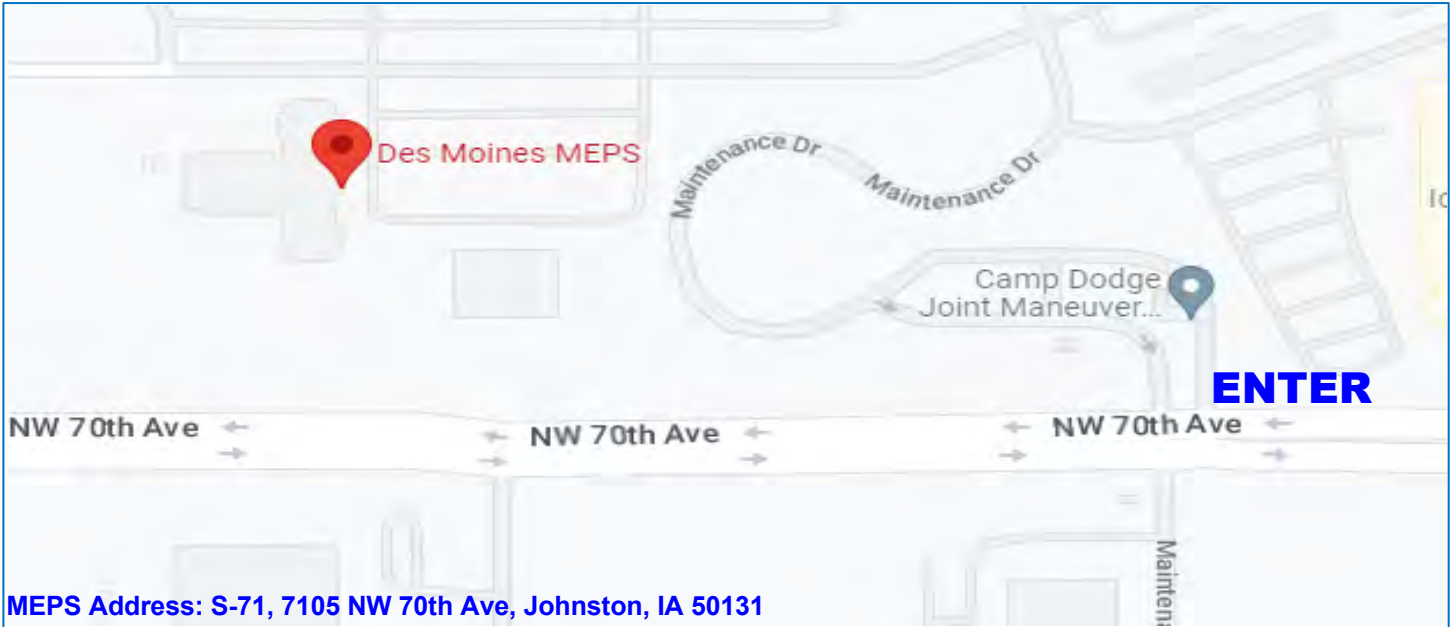 Des Moines MEPS
Maintenance Dr
Maintenance Dr
Camp Dodge
Joint Maneuver...
ENTER
NW 70th Ave
NW 70th Ave
NW 70th Ave
MEPS Address: S-71, 7105 NW 70th Ave, Johnston, IA 50131